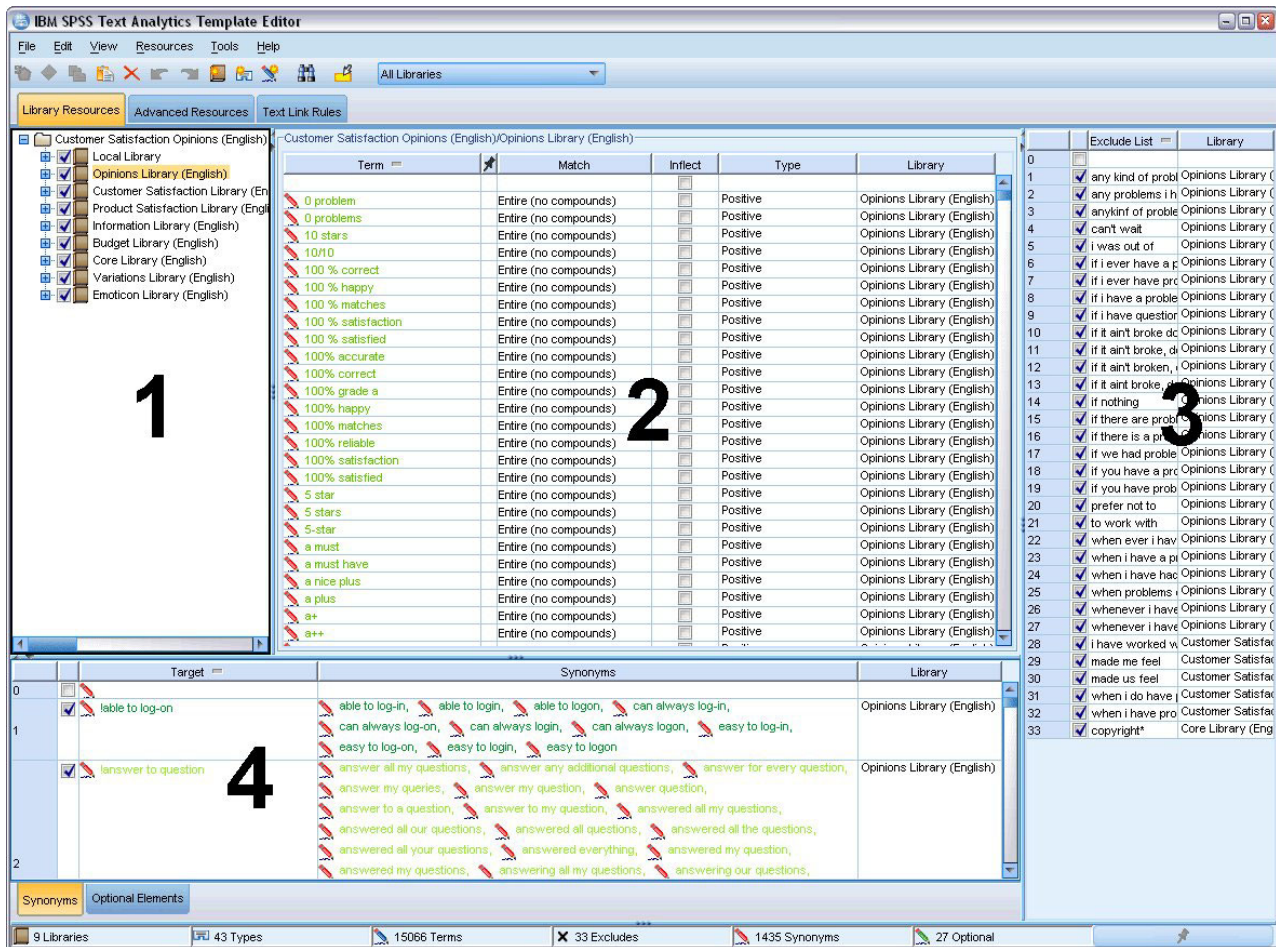 IBM SPSS Text Analytics Template Editor
File Edit View Resources Tools Help
All Libraries
Library Resources Advanced Resources Text Link Rules
Customer Satisfaction Opinions (English)
Local Library
Opinions Library (English)
Customer Satisfaction Library (En
Product Satisfaction Library (Engli
Information Library (English)
Budget Library (English)
Core Library (English)
Variations Library (English)
Emoticon Library (English)
1
Customer Satisfaction Opinions (English)/Opinions Library (English)
Term Match Inflect Type Library
0 problem Entire (no compounds) Positive Opinions Library (English)
0 problems Entire (no compounds) Positive Opinions Library (English)
10 stars Entire (no compounds) Positive Opinions Library (English)
10/10 Entire (no compounds) Positive Opinions Library (English)
100 % correct Entire (no compounds) Positive Opinions Library (English)
100 % happy Entire (no compounds) Positive Opinions Library (English)
100 % matches Entire (no compounds) Positive Opinions Library (English)
100 % satisfaction Entire (no compounds) Positive Opinions Library (English)
100 % satisfied Entire (no compounds) Positive Opinions Library (English)
100% accurate Entire (no compounds) Positive Opinions Library (English)
100% correct Entire (no compounds) Positive Opinions Library (English)
100% grade a Entire (no compounds) Positive Opinions Library (English)
100% happy Entire (no compounds) Positive Opinions Library (English)
100% matches Entire (no compounds) Positive Opinions Library (English)
100% reliable Entire (no compounds) Positive Opinions Library (English)
100% satisfaction Entire (no compounds) Positive Opinions Library (English)
100% satisfied Entire (no compounds) Positive Opinions Library (English)
5 star Entire (no compounds) Positive Opinions Library (English)
5 stars Entire (no compounds) Positive Opinions Library (English)
5-star Entire (no compounds) Positive Opinions Library (English)
a must Entire (no compounds) Positive Opinions Library (English)
a must have Entire (no compounds) Positive Opinions Library (English)
a nice plus Entire (no compounds) Positive Opinions Library (English)
a plus Entire (no compounds) Positive Opinions Library (English)
a+ Entire (no compounds) Positive Opinions Library (English)
a++ Entire (no compounds) Positive Opinions Library (English)
2
Exclude List Library
0
1 any kind of probl Opinions Library (
2 any problems i h Opinions Library (
3 anykinf of proble Opinions Library (
4 can't wait Opinions Library (
5 i was out of Opinions Library (
6 if i ever have a p Opinions Library (
7 if i ever have pro Opinions Library (
8 if i have a proble Opinions Library (
9 if i have question Opinions Library (
10 if it ain't broke do Opinions Library (
11 if it ain't broke, d Opinions Library (
12 if it ain't broken, Opinions Library (
13 if it aint broke, Opinions Library (
14 if nothing Opinions Library (
15 if there are prob Opinions Library (
16 if there is a pr Opinions Library (
17 if we had proble Opinions Library (
18 if you have a pro Opinions Library (
19 if you have prob Opinions Library (
20 prefer not to Opinions Library (
21 to work with Opinions Library (
22 when ever i hav Opinions Library (
23 when i have a p Opinions Library (
24 when i have had Opinions Library (
25 when problems Opinions Library (
26 whenever i have Opinions Library (
27 whenever i have Opinions Library (
28 i have worked w Customer Satisfac
29 made me feel Customer Satisfac
30 made us feel Customer Satisfac
31 when i do have Customer Satisfac
32 when i have pro Customer Satisfac
33 copyright* Core Library (Eng
3
Target Synonyms Library
0
1 !able to log-on able to log-in, able to login, able to logon, can always log-in, Opinions Library (English)
can always log-on, can always login, can always logon, easy to log-in,
easy to log-on, easy to login, easy to logon
2 !answer to question answer all my questions, answer any additional questions, answer for every question, Opinions Library (English)
answer my queries, answer my question, answer question,
answer to a question, answer to my question, answered all my questions,
answered all our questions, answered all questions, answered all the questions,
answered all your questions, answered everything, answered my question,
answered my questions, answering all my questions, answering our questions,
4
Synonyms Optional Elements
9 Libraries 43 Types 15066 Terms 33 Excludes 1435 Synonyms 27 Optional